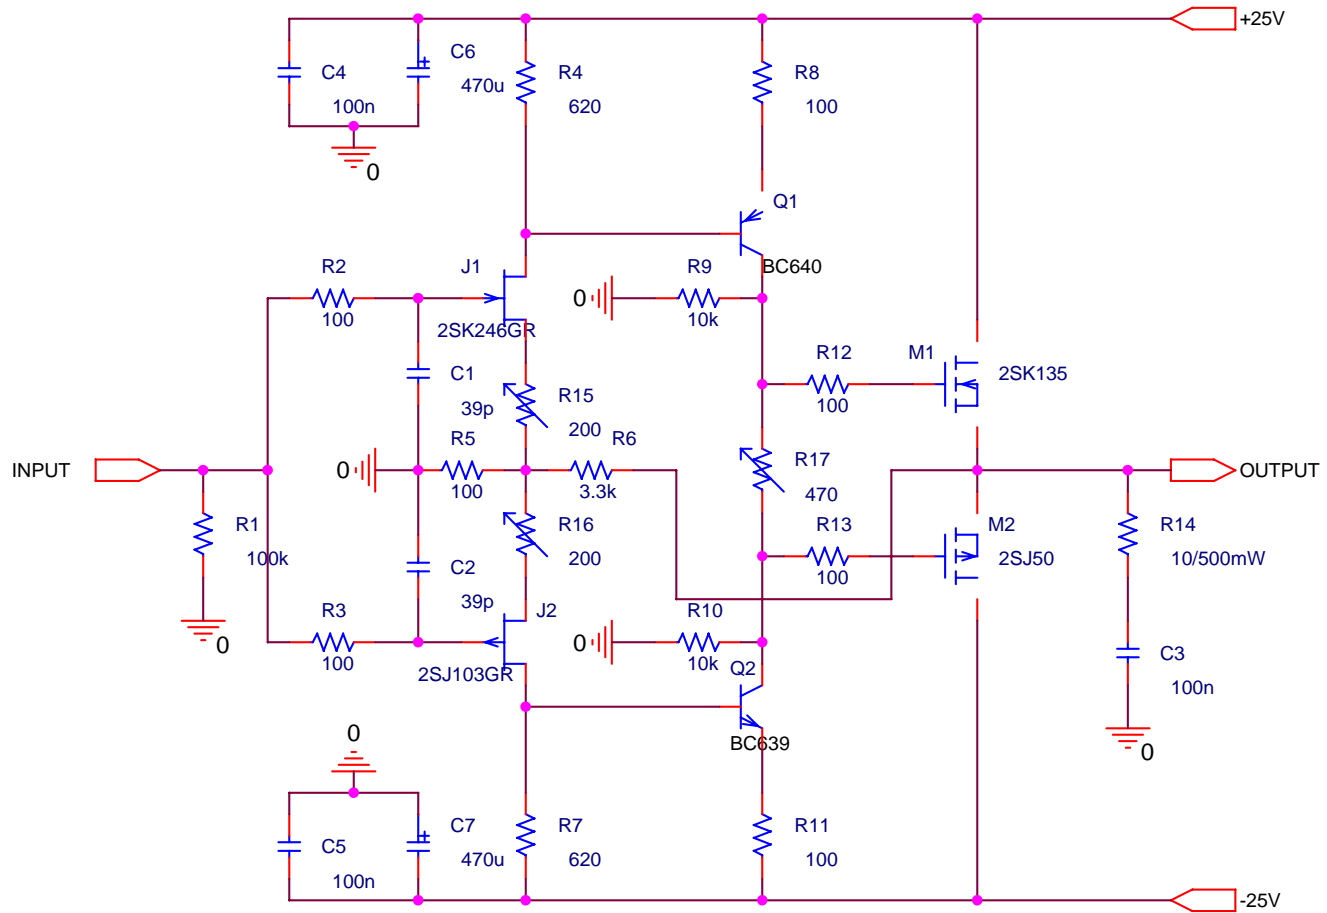 +25V
C6
C4
R4
R8
470u
100n
620
100
0
Q1
R2
J1
R9
BC640
0
100
2SK246GR
10k
R12
M1
C1
R15
2SK135
39p
200
100
R5
R6
INPUT
0
R17
OUTPUT
100
3.3k
470
R1
R16
R13
M2
R14
100k
200
2SJ50
10/500mW
C2
100
39p
R3
J2
R10
0
0
100
10k
C3
2SJ103GR
Q2
100n
0
BC639
0
C7
R7
R11
C5
470u
620
100
100n
-25V